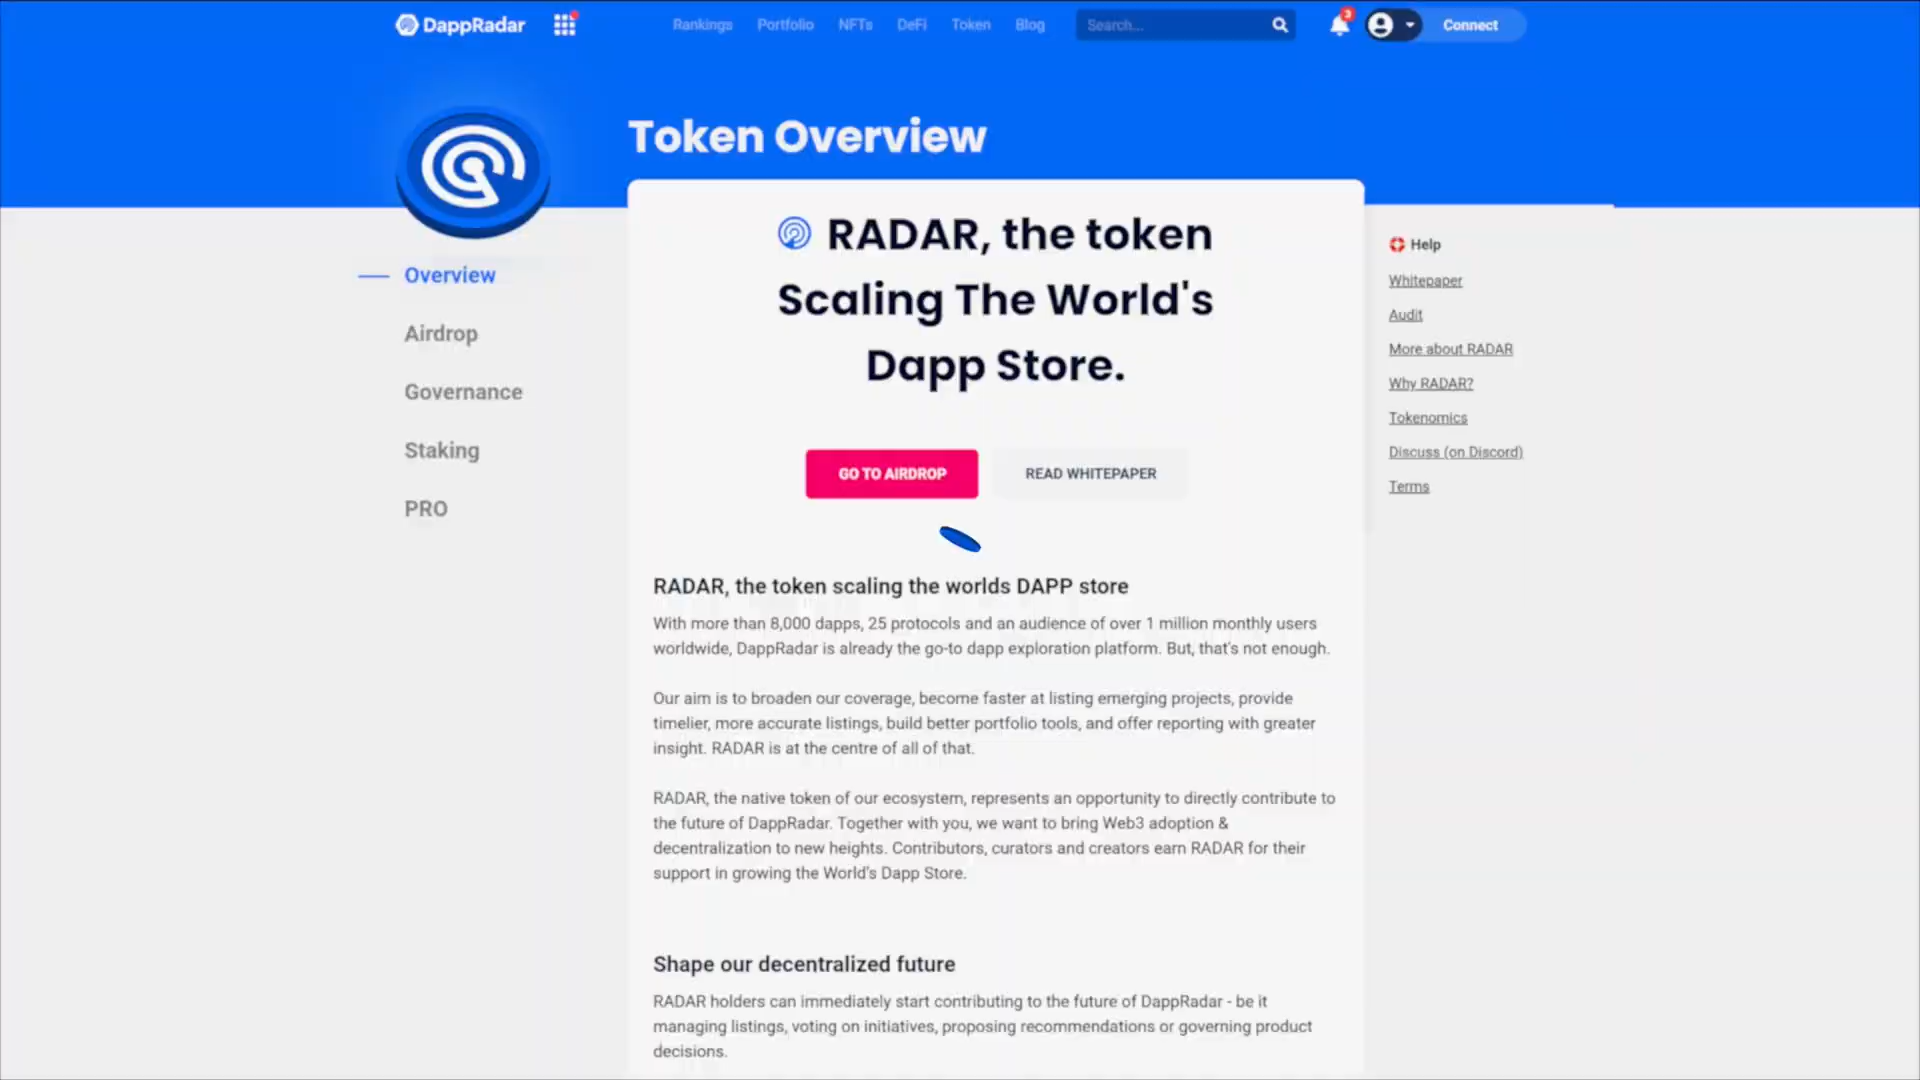 DappRadar
Rankings
Portfolio
NFTs
DeFi
Token
Blog
Search...
3
Connect
Token Overview
Overview
Airdrop
Governance
Staking
PRO
RADAR, the token
Scaling The World's
Dapp Store.
GO TO AIRDROP
READ WHITEPAPER
RADAR, the token scaling the worlds DAPP store
With more than 8,000 dapps, 25 protocols and an audience of over 1 million monthly users
worldwide, DappRadar is already the go-to dapp exploration platform. But, that's not enough.
Our aim is to broaden our coverage, become faster at listing emerging projects, provide
timelier, more accurate listings, build better portfolio tools, and offer reporting with greater
insight. RADAR is at the centre of all of that.
RADAR, the native token of our ecosystem, represents an opportunity to directly contribute to
the future of DappRadar. Together with you, we want to bring Web3 adoption &
decentralization to new heights. Contributors, curators and creators earn RADAR for their
support in growing the World's Dapp Store.
Shape our decentralized future
RADAR holders can immediately start contributing to the future of DappRadar - be it
managing listings, voting on initiatives, proposing recommendations or governing product
decisions.
Help
Whitepaper
Audit
More about RADAR
Why RADAR?
Tokenomics
Discuss (on Discord)
Terms